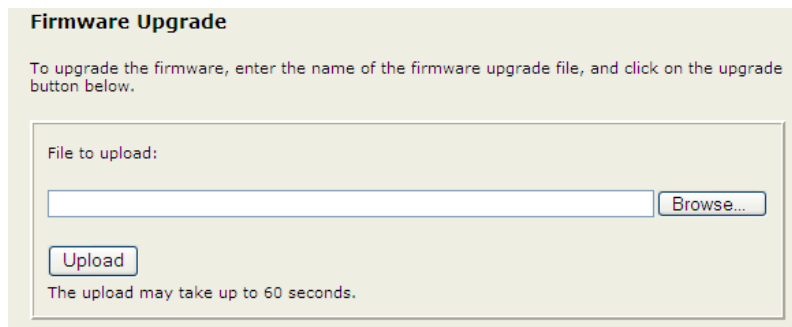 Firmware Upgrade
To upgrade the firmware, enter the name of the firmware upgrade file, and click on the upgrade
button below.
File to upload:
Browse...
Upload
The upload may take up to 60 seconds.